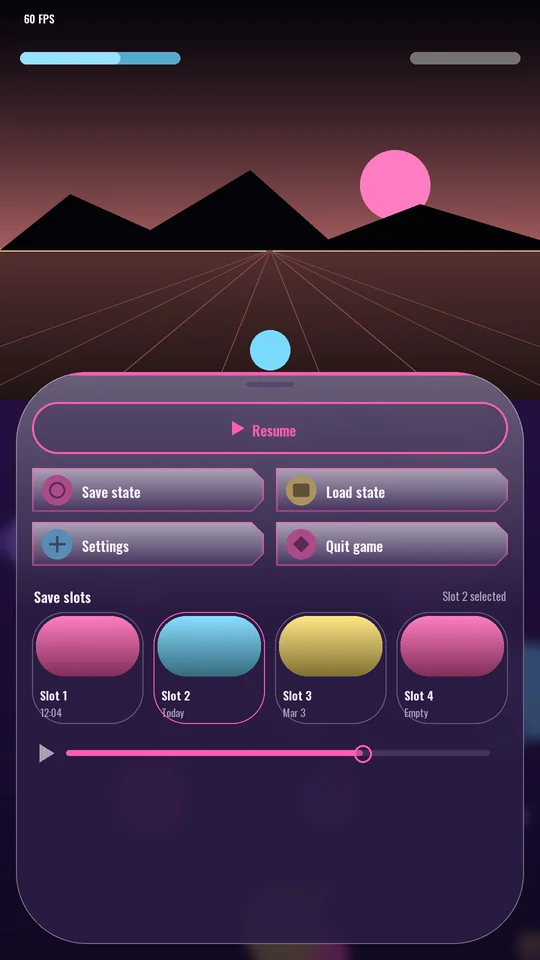 60 FPS
Resume
Save state
Load state
Settings
Quit game
Save slots
Slot 2 selected
Slot 1
12:04
Slot 2
Today
Slot 3
Mar 3
Slot 4
Empty